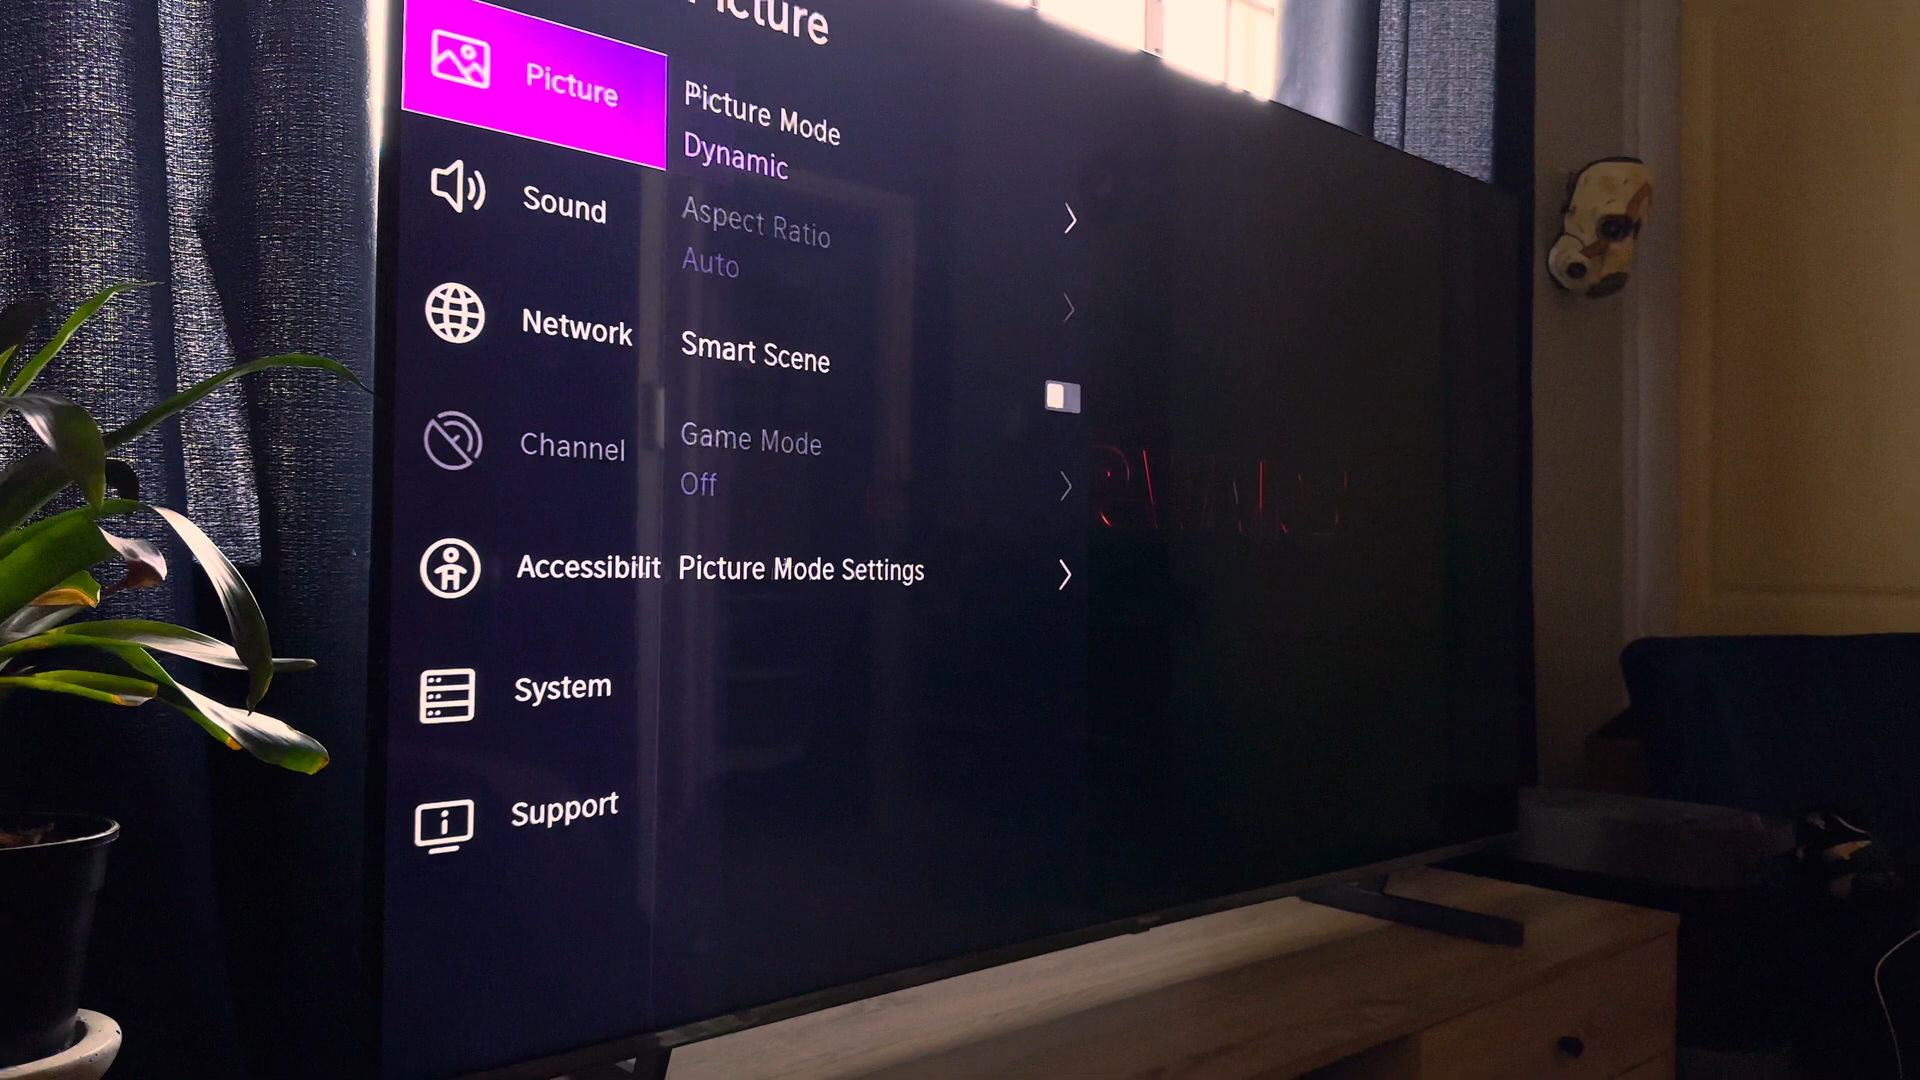 Picture
Picture
Sound
Network
Channel
Accessibilit
System
Support
Picture Mode
Dynamic
Aspect Ratio
Auto
Smart Scene
Game Mode
Off
Picture Mode Settings